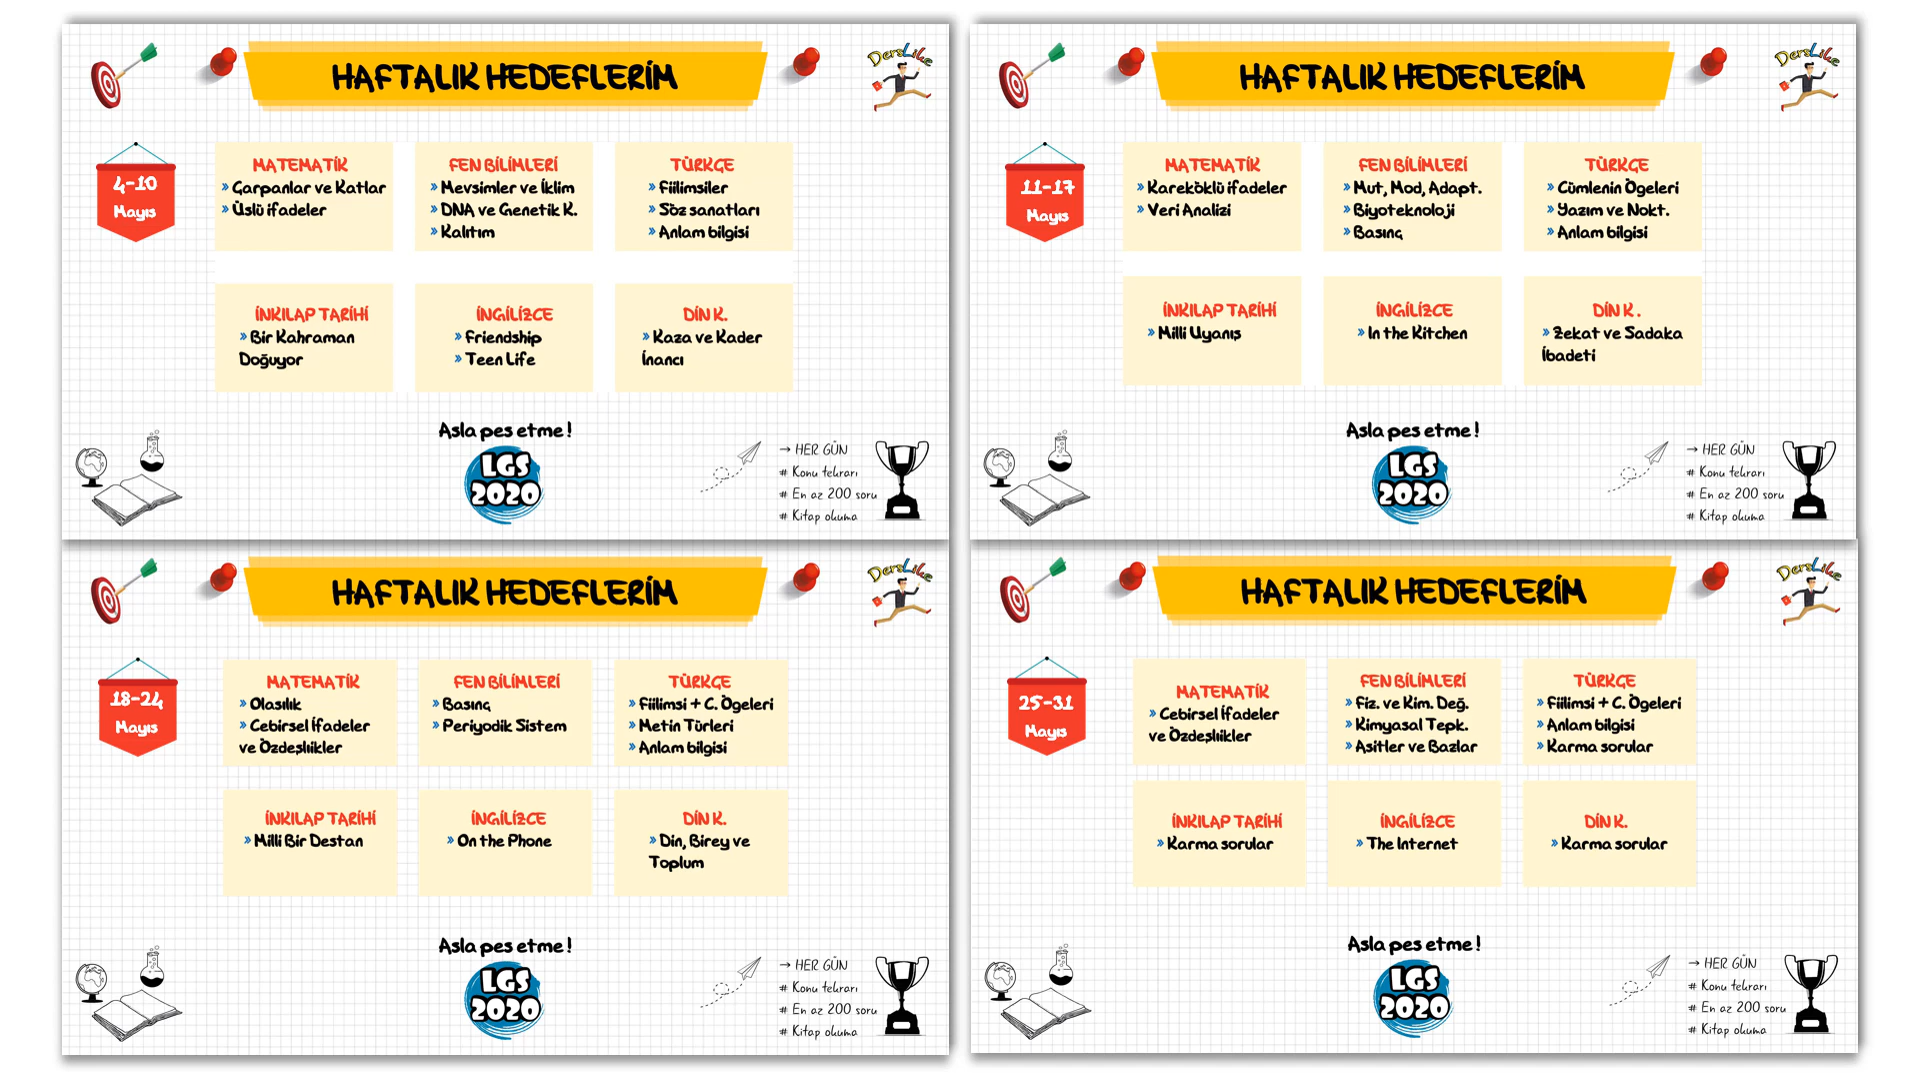 DersLike
HAFTALIK HEDEFLERİM
4-10
Mayıs
MATEMATİK
» Çarpanlar ve Katlar
» Üslü ifadeler
FEN BİLİMLERİ
» Mevsimler ve İklim
» DNA ve Genetik K.
» Kalıtım
TÜRKÇE
» Fiilimsiler
» Söz sanatları
» Anlam bilgisi
İNKILAP TARİHİ
» Bir Kahraman
Doğuyor
İNGİLİZCE
» Friendship
» Teen Life
DİN K.
» Kaza ve Kader
İnancı
Asla pes etme !
LGS
2020
→ HER GÜN
# Konu tekrarı
# En az 200 soru
# Kitap okuma
DersLike
HAFTALIK HEDEFLERİM
11-17
Mayıs
MATEMATİK
» Kareköklü ifadeler
» Veri Analizi
FEN BİLİMLERİ
» Mut, Mod, Adapt.
» Biyoteknoloji
» Basınç
TÜRKÇE
» Cümlenin Ögeleri
» Yazım ve Nokt.
» Anlam bilgisi
İNKILAP TARİHİ
» Milli Uyanış
İNGİLİZCE
» In the Kitchen
DİN K .
» Zekat ve Sadaka
İbadeti
Asla pes etme !
LGS
2020
→ HER GÜN
# Konu tekrarı
# En az 200 soru
# Kitap okuma
DersLike
HAFTALIK HEDEFLERİM
18-24
Mayıs
MATEMATİK
» Olasılık
» Cebirsel İfadeler
ve Özdeşliikler
FEN BİLİMLERİ
» Basınç
» Periyodik Sistem
TÜRKÇE
» Fiilimsi + C. Ögeleri
» Metin Türleri
» Anlam bilgisi
İNKILAP TARİHİ
» Milli Bir Destan
İNGİLİZCE
» On the Phone
DİN K.
» Din, Birey ve
Toplum
Asla pes etme !
LGS
2020
→ HER GÜN
# Konu tekrarı
# En az 200 soru
# Kitap okuma
DersLike
HAFTALIK HEDEFLERİM
25-31
Mayıs
MATEMATİK
» Cebirsel İfadeler
ve Özdeşliikler
FEN BİLİMLERİ
» Fiz. ve Kim. Değ.
» Kimyasal Tepk.
» Asitler ve Bazlar
TÜRKÇE
» Fiilimsi + C. Ögeleri
» Anlam bilgisi
» Karma sorular
İNKILAP TARİHİ
» Karma sorular
İNGİLİZCE
» The Internet
DİN K.
» Karma sorular
Asla pes etme !
LGS
2020
→ HER GÜN
# Konu tekrarı
# En az 200 soru
# Kitap okuma